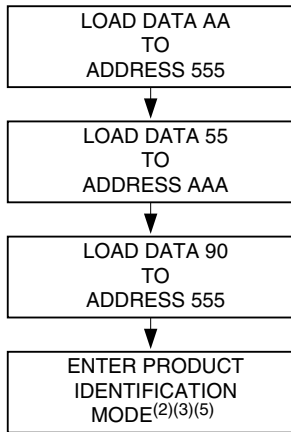 LOAD DATA AA
TO
ADDRESS 555
LOAD DATA 55
TO
ADDRESS AAA
LOAD DATA 90
TO
ADDRESS 555
ENTER PRODUCT
IDENTIFICATION
MODE(2)(3)(5)